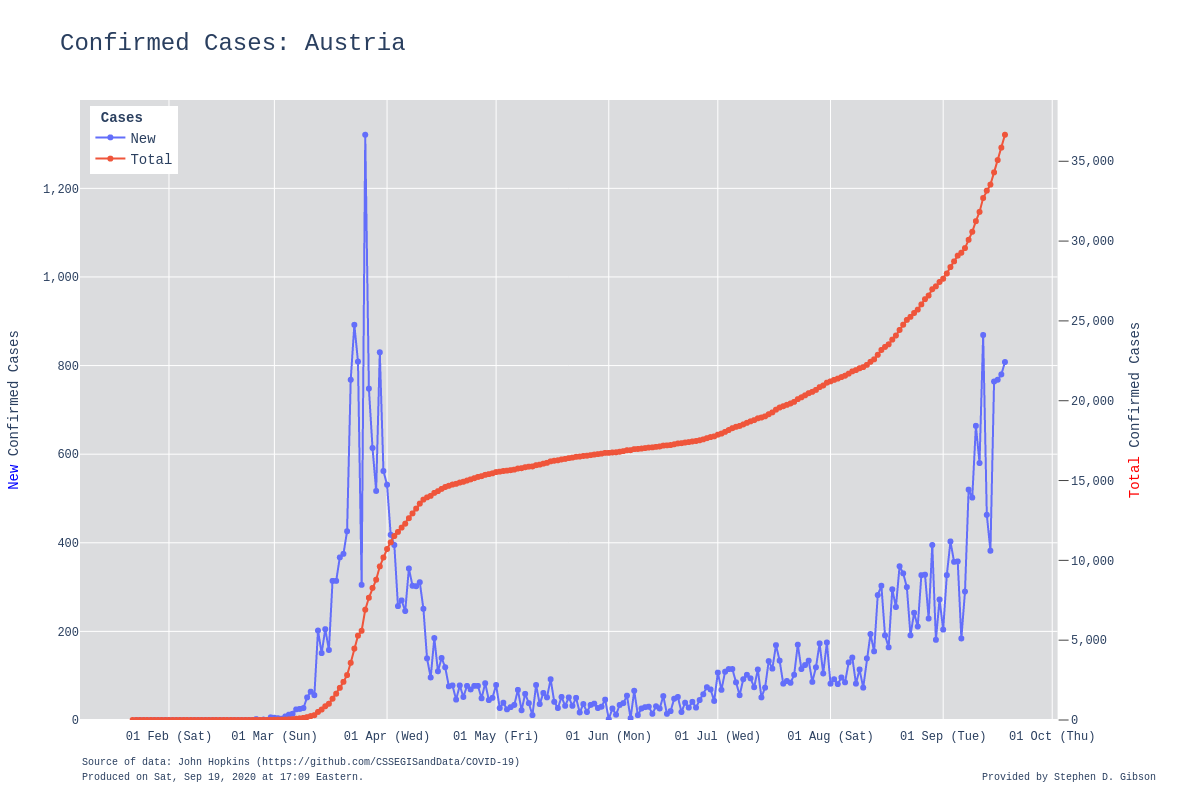 Confirmed Cases: Austria
Cases
New
Total
1,200
1,000
800
600
400
200
0
New Confirmed Cases
35,000
30,000
25,000
20,000
15,000
10,000
5,000
0
Total Confirmed Cases
01 Feb (Sat) 01 Mar (Sun) 01 Apr (Wed) 01 May (Fri) 01 Jun (Mon) 01 Jul (Wed) 01 Aug (Sat) 01 Sep (Tue) 01 Oct (Thu)
Source of data: John Hopkins (https://github.com/CSSEGISandData/COVID-19)
Produced on Sat, Sep 19, 2020 at 17:09 Eastern.
Provided by Stephen D. Gibson